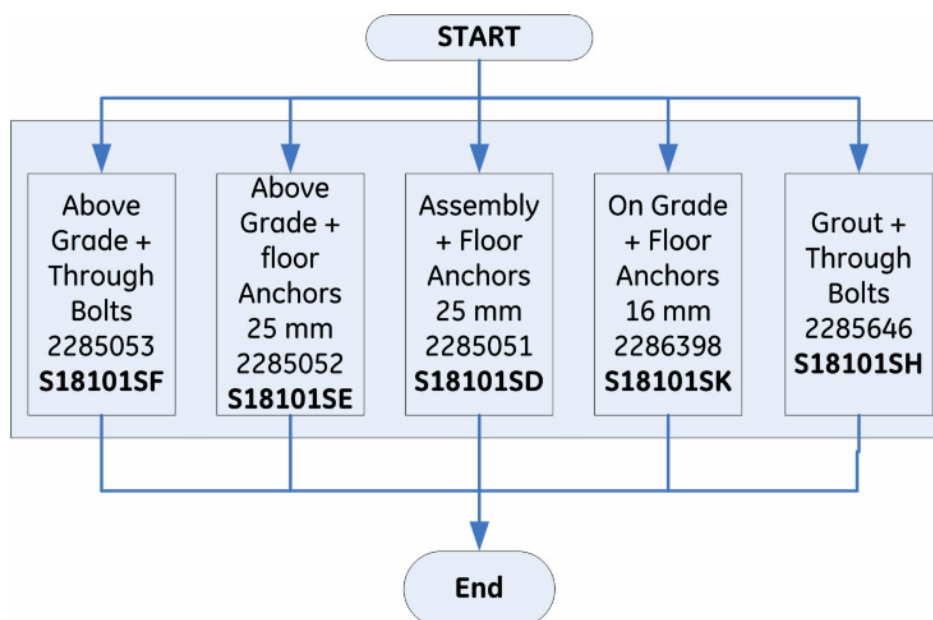 START
Above
Grade +
Through
Bolts
2285053
S18101SF
Above
Grade +
floor
Anchors
25 mm
2285052
S18101SE
Assembly
+ Floor
Anchors
25 mm
2285051
S18101SD
On Grade
+ Floor
Anchors
16 mm
2286398
S18101SK
Grout +
Through
Bolts
2285646
S18101SH
End